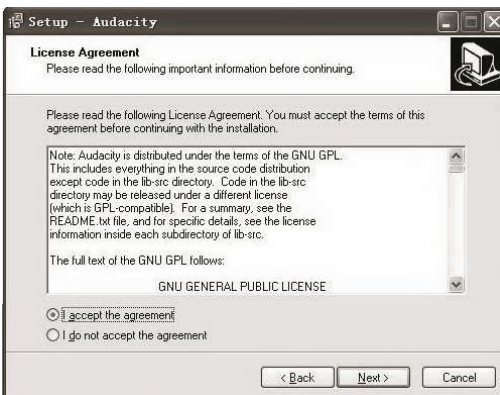 Setup - Audacity
License Agreement
Please read the following important information before continuing.
Please read the following License Agreement. You must accept the terms of this
agreement before continuing with the installation.
Note: Audacity is distributed under the terms of the GNU GPL.
This includes everything in the source code distribution
except code in the lib-src directory. Code in the lib-src
directory may be released under a different license
(which is GPL-compatible). For a summary, see the
README.txt file, and for specific details, see the license
information inside each subdirectory of lib-src.
The full text of the GNU GPL follows:
GNU GENERAL PUBLIC LICENSE
I accept the agreement
I do not accept the agreement
< Back Next > Cancel